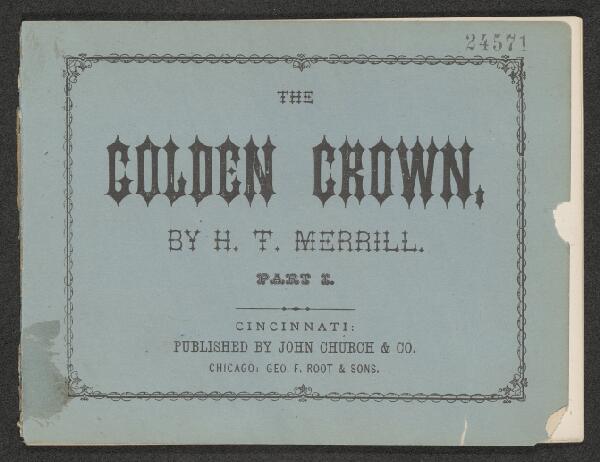 24571
THE
GOLDEN CROWN,
BY H. T. MERRILL.
PART I.
CINCINNATI:
PUBLISHED BY JOHN CHURCH & CO.
CHICAGO: GEO. F. ROOT & SONS.